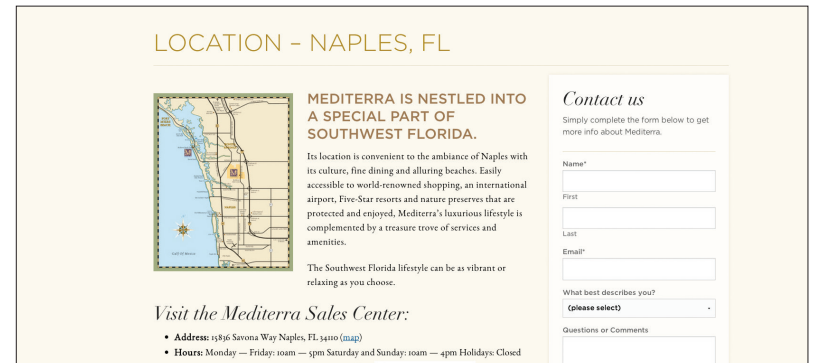 LOCATION – NAPLES, FL
MEDITERRA IS NESTLED INTO
A SPECIAL PART OF
SOUTHWEST FLORIDA.
Its location is convenient to the ambiance of Naples with
its culture, fine dining and alluring beaches. Easily
accessible to world-renowned shopping, an international
airport, Five-Star resorts and nature preserves that are
protected and enjoyed, Mediterra's luxurious lifestyle is
complemented by a treasure trove of services and
amenities.
The Southwest Florida lifestyle can be as vibrant or
relaxing as you choose.
Visit the Mediterra Sales Center:
• Address: 15836 Savona Way Naples, FL 34110 (map)
• Hours: Monday — Friday: 10am — 5pm Saturday and Sunday: 10am — 4pm Holidays: Closed
Contact us
Simply complete the form below to get
more info about Mediterra.
Name*
First
Last
Email*
What best describes you?
(please select)
Questions or Comments